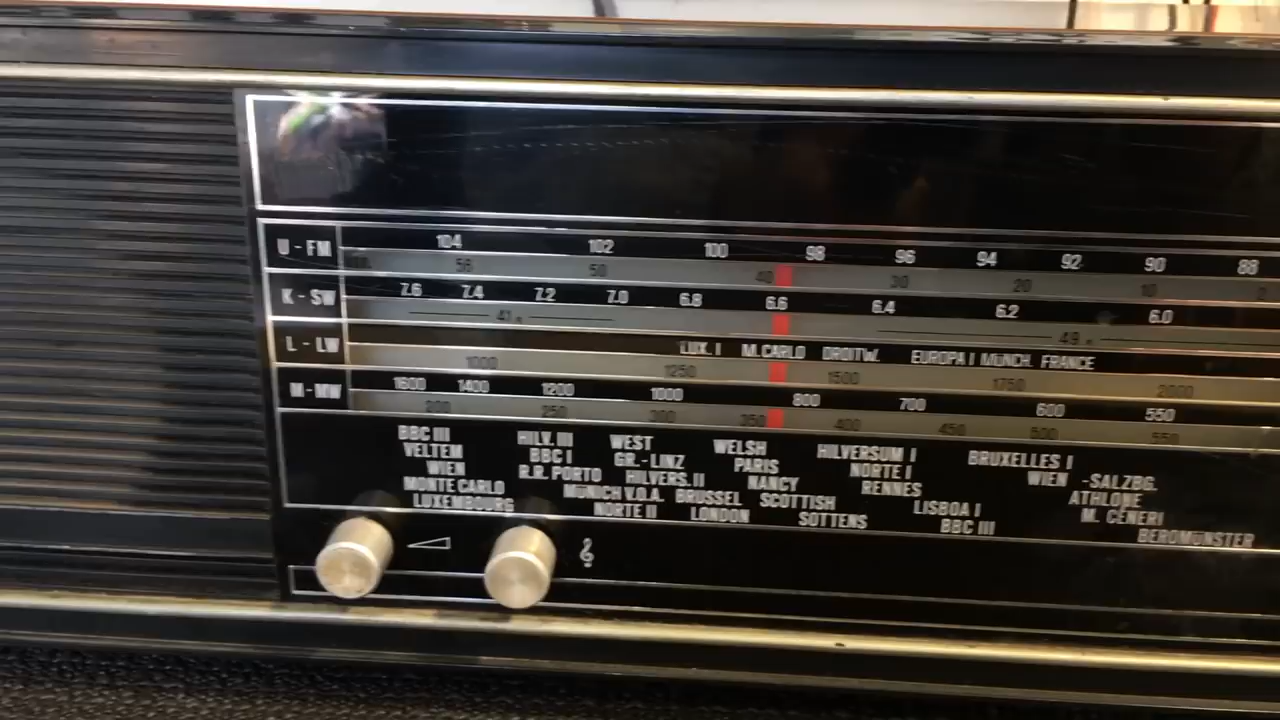 U - FM 104 102 100 98 96 94 92 90 88
56 50 40 30 20 10 2
K - SW 7.6 7.4 7.2 7.0 6.8 6.6 6.4 6.2 6.0
41 m 49 m
L - LW LUX. I M.CARLO DROITW. EUROPA I MÜNCH. FRANCE
1000 1250 1500 1750 2000
M - MW 1600 1400 1200 1000 800 700 600 550
200 250 300 350 400 450 500 550
BBC III HILV. III WEST WELSH HILVERSUM I BRUXELLES I
VELTEM BBC I GR.-LINZ PARIS NORTE I WIEN -SALZBG.
WIEN R.R. PORTO HILVERS. II NANCY RENNES ATHLONE
MONTE CARLO MÜNICH V.O.A. BRUSSEL SCOTTISH LISBOA I M. CENERI
LUXEMBOURG NORTE II LONDON SOTTENS BBC III BEROMÜNSTER